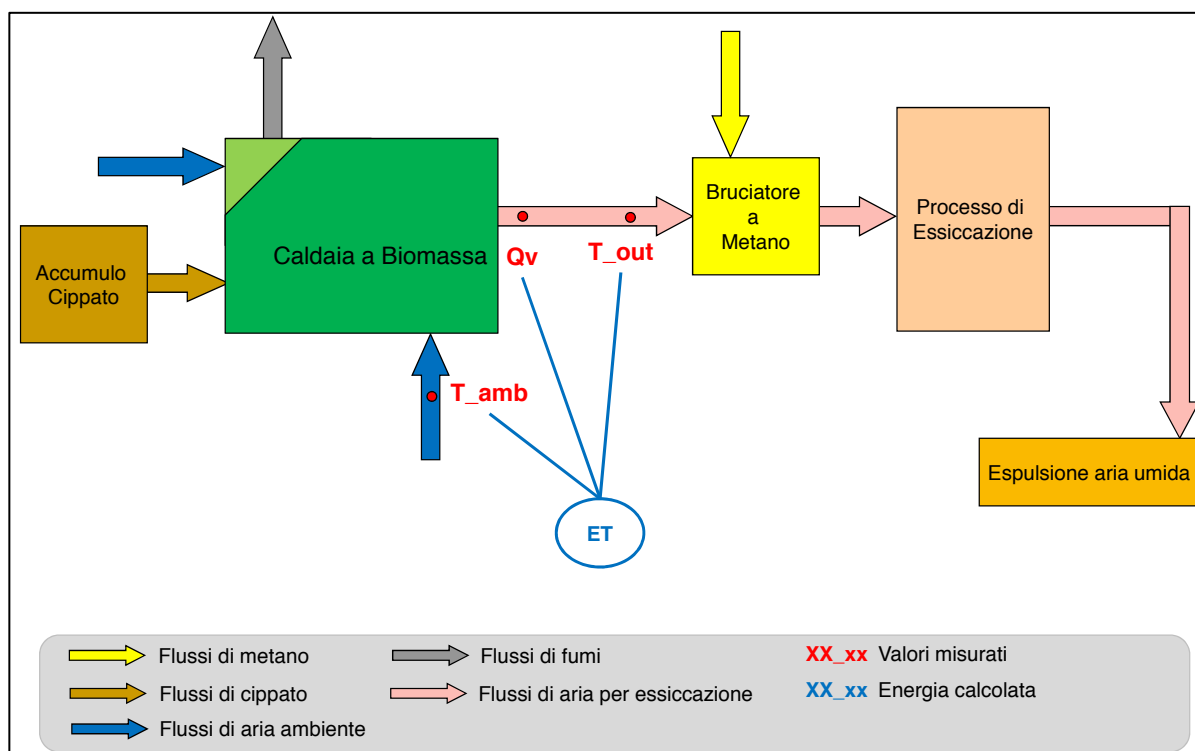 Accumulo
Cippato
Caldaia a Biomassa
Qv
T_out
T_amb
Bruciatore
a
Metano
Processo di
Essiccazione
Espulsione aria umida
ET
Flussi di metano
Flussi di cippato
Flussi di aria ambiente
Flussi di fumi
Flussi di aria per essiccazione
XX_xx Valori misurati
XX_xx Energia calcolata